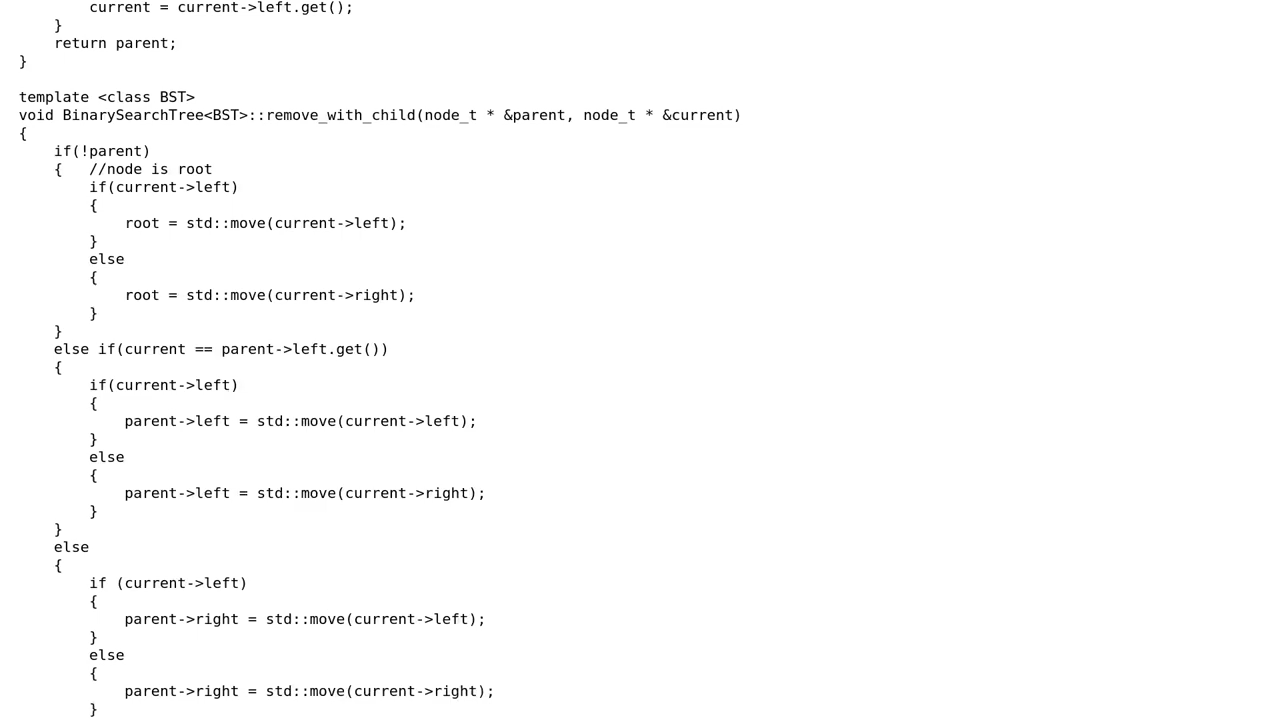 current = current->left.get();
    }
    return parent;
}

template <class BST>
void BinarySearchTree<BST>::remove_with_child(node_t * &parent, node_t * &current)
{
    if(!parent)
    {   //node is root
        if(current->left)
        {
            root = std::move(current->left);
        }
        else
        {
            root = std::move(current->right);
        }
    }
    else if(current == parent->left.get())
    {
        if(current->left)
        {
            parent->left = std::move(current->left);
        }
        else
        {
            parent->left = std::move(current->right);
        }
    }
    else
    {
        if (current->left)
        {
            parent->right = std::move(current->left);
        }
        else
        {
            parent->right = std::move(current->right);
        }